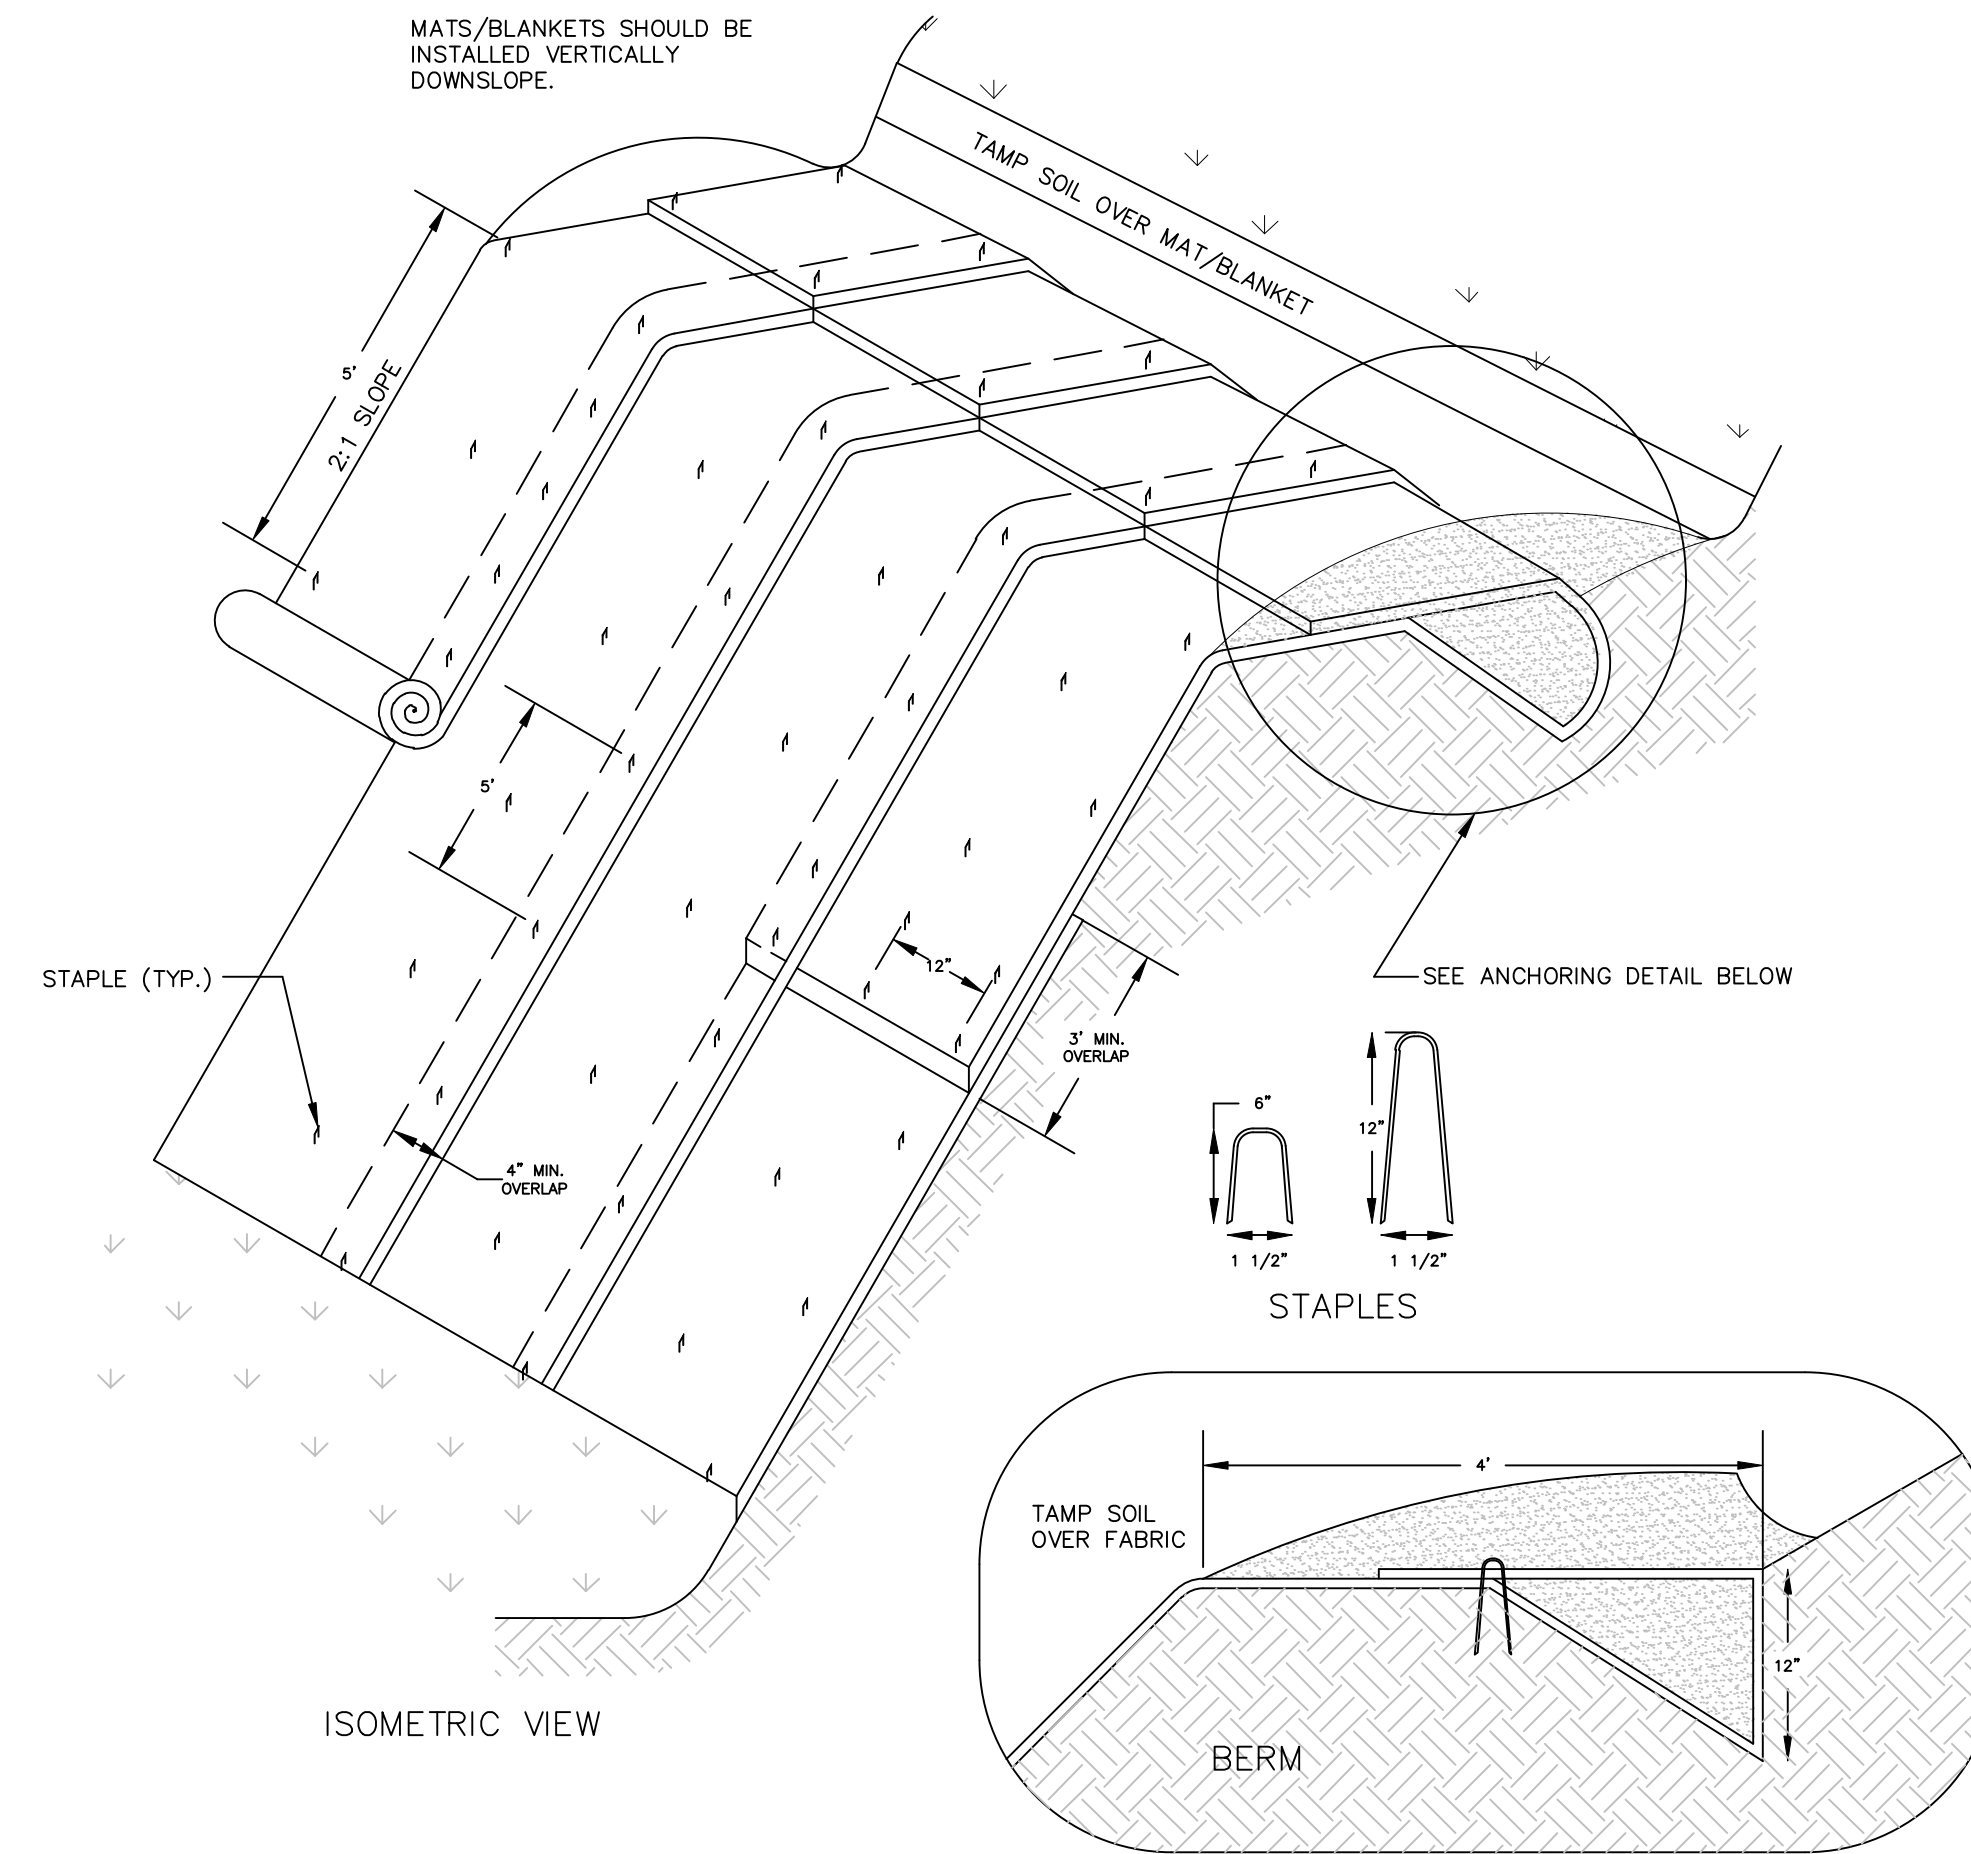 MATS/BLANKETS SHOULD BE
INSTALLED VERTICALLY
DOWNSLOPE.
TAMP SOIL OVER MAT/BLANKET
5'
2:1 SLOPE
5'
STAPLE (TYP.)
12"
SEE ANCHORING DETAIL BELOW
3' MIN.
OVERLAP
4" MIN.
OVERLAP
6"
12"
1 1/2"
1 1/2"
STAPLES
4'
TAMP SOIL
OVER FABRIC
12"
BERM
ISOMETRIC VIEW